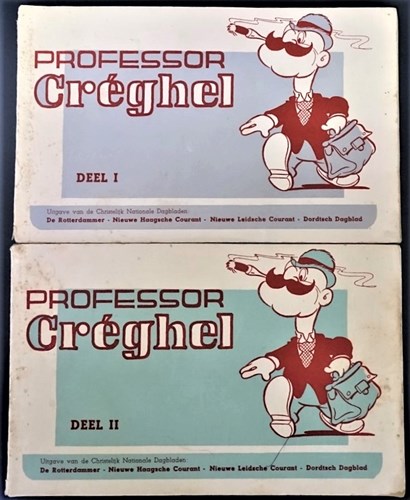 PROFESSOR
Créghel
DEEL I
Uitgave van de Christelijk Nationale Dagbladen:
De Rotterdammer - Nieuwe Haagsche Courant - Nieuwe Leidsche Courant - Dordtsch Dagblad
PROFESSOR
Créghel
DEEL II
Uitgave van de Christelijk Nationale Dagbladen:
De Rotterdammer - Nieuwe Haagsche Courant - Nieuwe Leidsche Courant - Dordtsch Dagblad